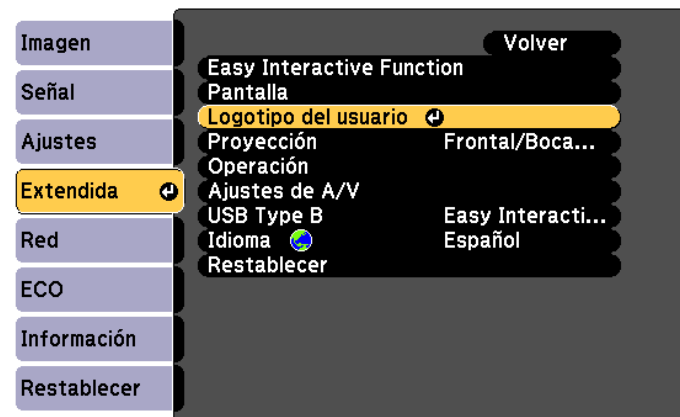 Imagen
Señal
Ajustes
Extendida
Red
ECO
Información
Restablecer
Volver
Easy Interactive Function
Pantalla
Logotipo del usuario
Proyección Frontal/Boca...
Operación
Ajustes de A/V
USB Type B Easy Interacti...
Idioma Español
Restablecer